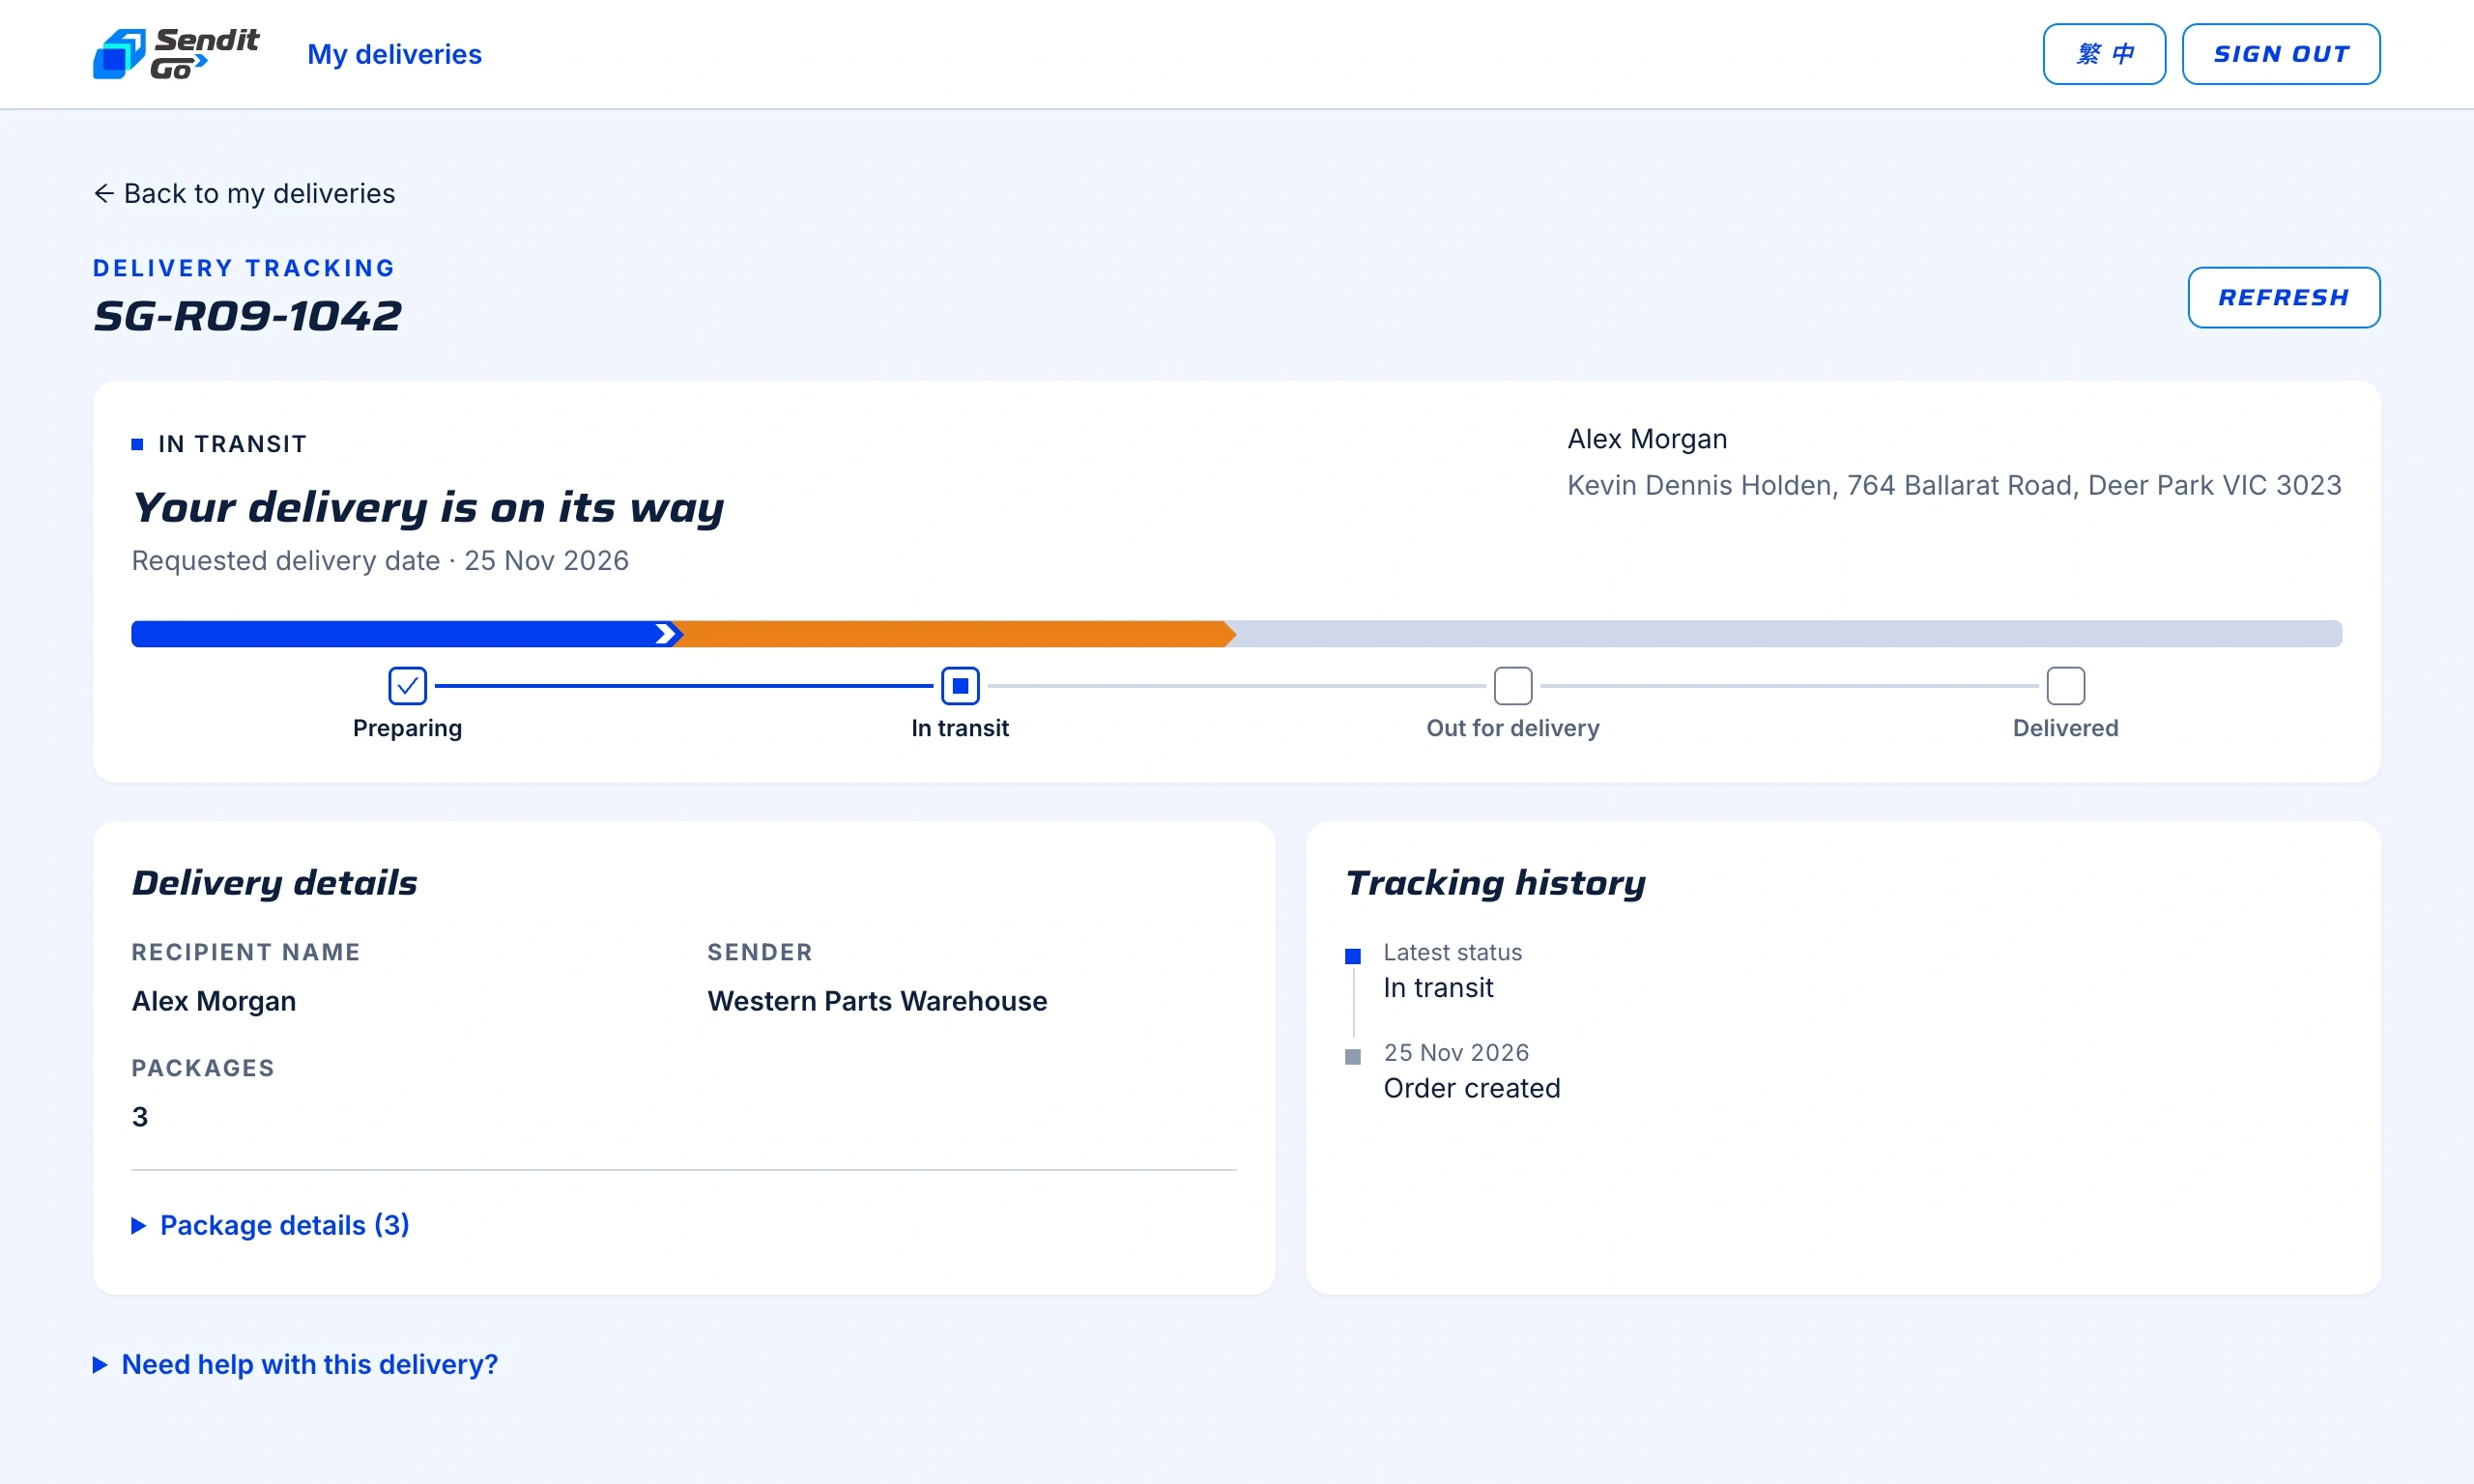 Sendit
Go
My deliveries
繁 中
SIGN OUT
← Back to my deliveries
DELIVERY TRACKING
SG-R09-1042
REFRESH
IN TRANSIT
Your delivery is on its way
Requested delivery date · 25 Nov 2026
Alex Morgan
Kevin Dennis Holden, 764 Ballarat Road, Deer Park VIC 3023
Preparing
In transit
Out for delivery
Delivered
Delivery details
RECIPIENT NAME
Alex Morgan
SENDER
Western Parts Warehouse
PACKAGES
3
Package details (3)
Tracking history
Latest status
In transit
25 Nov 2026
Order created
Need help with this delivery?